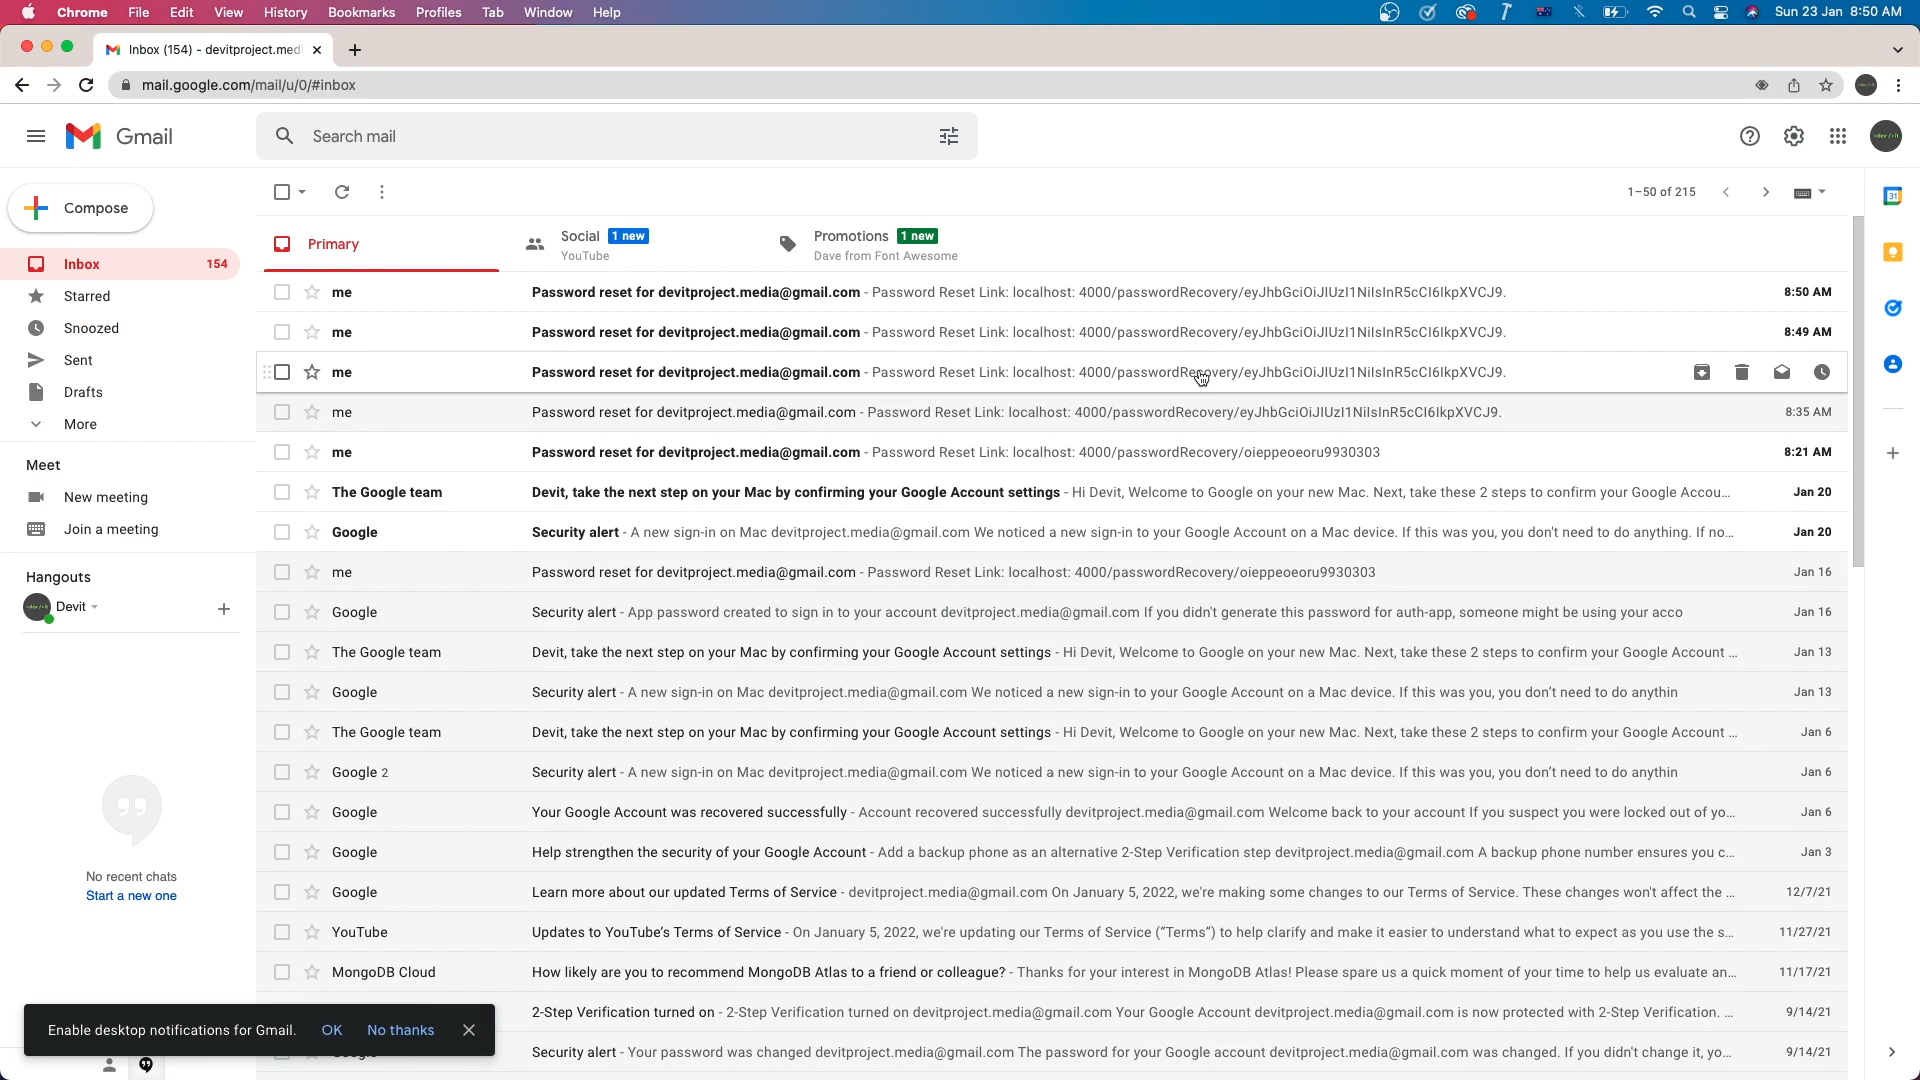 Chrome File Edit View History Bookmarks Profiles Tab Window Help Sun 23 Jan 8:50 AM
Inbox (154) - devitproject.med
mail.google.com/mail/u/0/#inbox
Gmail Search mail
Compose 1–50 of 215
Inbox 154
Starred
Snoozed
Sent
Drafts
More
Meet
New meeting
Join a meeting
Hangouts
Devit
No recent chats
Start a new one
Primary Social 1 new Promotions 1 new
YouTube Dave from Font Awesome
me Password reset for devitproject.media@gmail.com - Password Reset Link: localhost: 4000/passwordRecovery/eyJhbGciOiJIUzI1NiIsInR5cCI6IkpXVCJ9. 8:50 AM
me Password reset for devitproject.media@gmail.com - Password Reset Link: localhost: 4000/passwordRecovery/eyJhbGciOiJIUzI1NiIsInR5cCI6IkpXVCJ9. 8:49 AM
me Password reset for devitproject.media@gmail.com - Password Reset Link: localhost: 4000/passwordRecovery/eyJhbGciOiJIUzI1NiIsInR5cCI6IkpXVCJ9.
me Password reset for devitproject.media@gmail.com - Password Reset Link: localhost: 4000/passwordRecovery/eyJhbGciOiJIUzI1NiIsInR5cCI6IkpXVCJ9. 8:35 AM
me Password reset for devitproject.media@gmail.com - Password Reset Link: localhost: 4000/passwordRecovery/oieppeoeoru9930303 8:21 AM
The Google team Devit, take the next step on your Mac by confirming your Google Account settings - Hi Devit, Welcome to Google on your new Mac. Next, take these 2 steps to confirm your Google Accou... Jan 20
Google Security alert - A new sign-in on Mac devitproject.media@gmail.com We noticed a new sign-in to your Google Account on a Mac device. If this was you, you don't need to do anything. If no... Jan 20
me Password reset for devitproject.media@gmail.com - Password Reset Link: localhost: 4000/passwordRecovery/oieppeoeoru9930303 Jan 16
Google Security alert - App password created to sign in to your account devitproject.media@gmail.com If you didn't generate this password for auth-app, someone might be using your acco Jan 16
The Google team Devit, take the next step on your Mac by confirming your Google Account settings - Hi Devit, Welcome to Google on your new Mac. Next, take these 2 steps to confirm your Google Account ... Jan 13
Google Security alert - A new sign-in on Mac devitproject.media@gmail.com We noticed a new sign-in to your Google Account on a Mac device. If this was you, you don't need to do anythin Jan 13
The Google team Devit, take the next step on your Mac by confirming your Google Account settings - Hi Devit, Welcome to Google on your new Mac. Next, take these 2 steps to confirm your Google Account ... Jan 6
Google 2 Security alert - A new sign-in on Mac devitproject.media@gmail.com We noticed a new sign-in to your Google Account on a Mac device. If this was you, you don't need to do anythin Jan 6
Google Your Google Account was recovered successfully - Account recovered successfully devitproject.media@gmail.com Welcome back to your account If you suspect you were locked out of yo... Jan 6
Google Help strengthen the security of your Google Account - Add a backup phone as an alternative 2-Step Verification step devitproject.media@gmail.com A backup phone number ensures you c... Jan 3
Google Learn more about our updated Terms of Service - devitproject.media@gmail.com On January 5, 2022, we're making some changes to our Terms of Service. These changes won't affect the ... 12/7/21
YouTube Updates to YouTube's Terms of Service - On January 5, 2022, we're updating our Terms of Service ("Terms") to help clarify and make it easier to understand what to expect as you use the s... 11/27/21
MongoDB Cloud How likely are you to recommend MongoDB Atlas to a friend or colleague? - Thanks for your interest in MongoDB Atlas! Please spare us a quick moment of your time to help us evaluate an... 11/17/21
2-Step Verification turned on - 2-Step Verification turned on devitproject.media@gmail.com Your Google Account devitproject.media@gmail.com is now protected with 2-Step Verification. ... 9/14/21
Security alert - Your password was changed devitproject.media@gmail.com The password for your Google account devitproject.media@gmail.com was changed. If you didn't change it, yo... 9/14/21
Enable desktop notifications for Gmail. OK No thanks
31